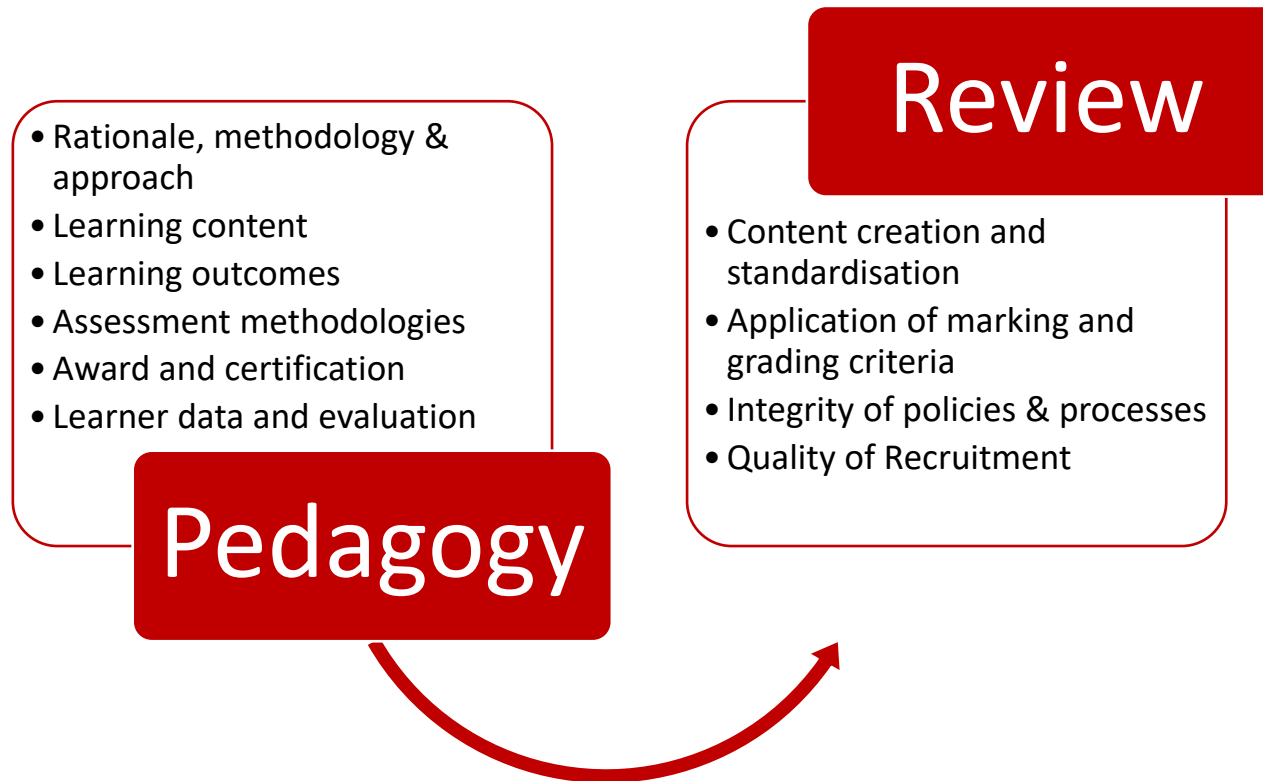 • Rationale, methodology &
approach
• Learning content
• Learning outcomes
• Assessment methodologies
• Award and certification
• Learner data and evaluation
Pedagogy
Review
• Content creation and
standardisation
• Application of marking and
grading criteria
• Integrity of policies & processes
• Quality of Recruitment